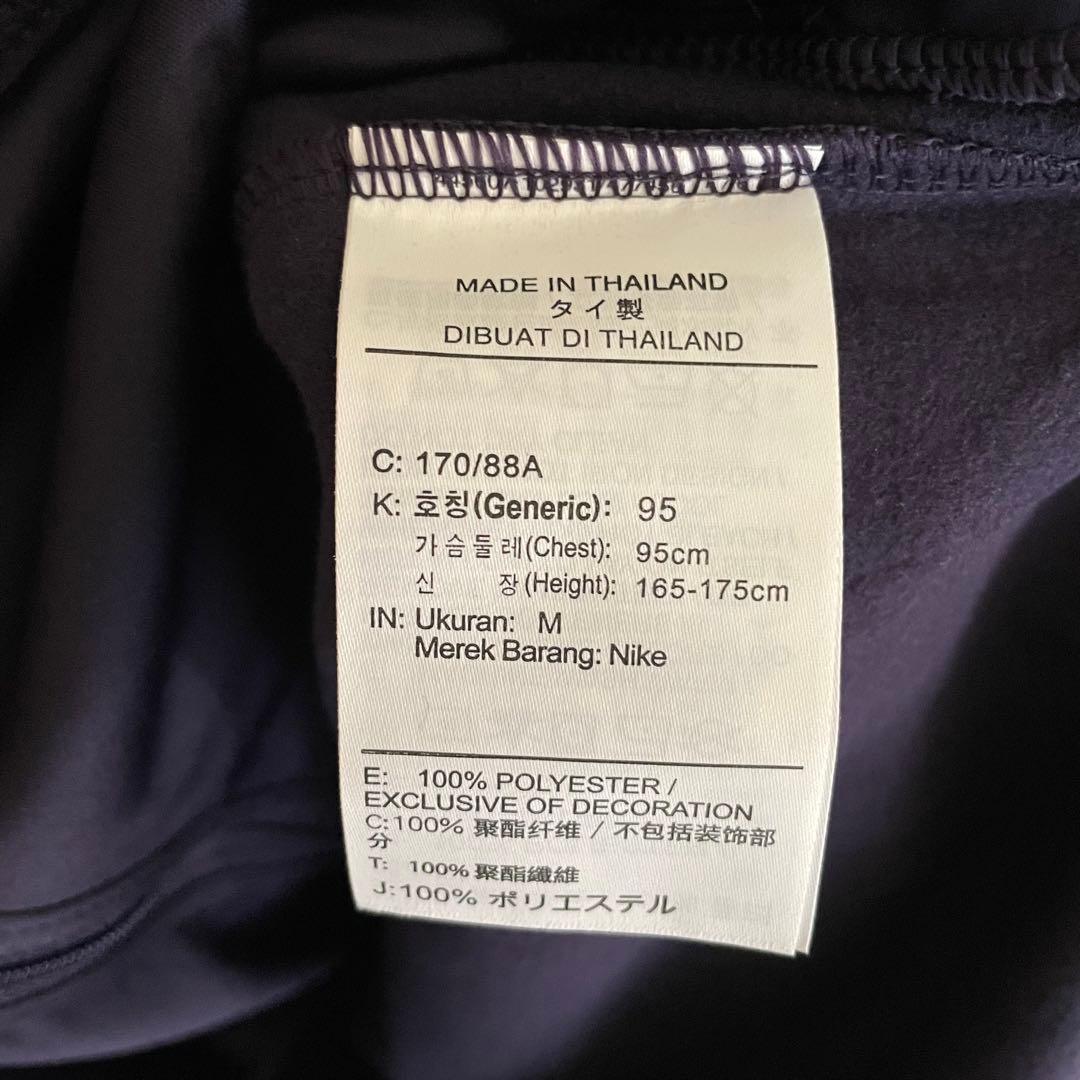 MADE IN THAILAND
タイ製
DIBUAT DI THAILAND
C: 170/88A
K: 호칭(Generic): 95
가슴둘레(Chest): 95cm
신 장(Height): 165-175cm
IN: Ukuran: M
Merek Barang: Nike
E: 100% POLYESTER /
EXCLUSIVE OF DECORATION
C:100% 聚酯纤维 / 不包括装饰部
分
T: 100% 聚酯纖維
J:100% ポリエステル